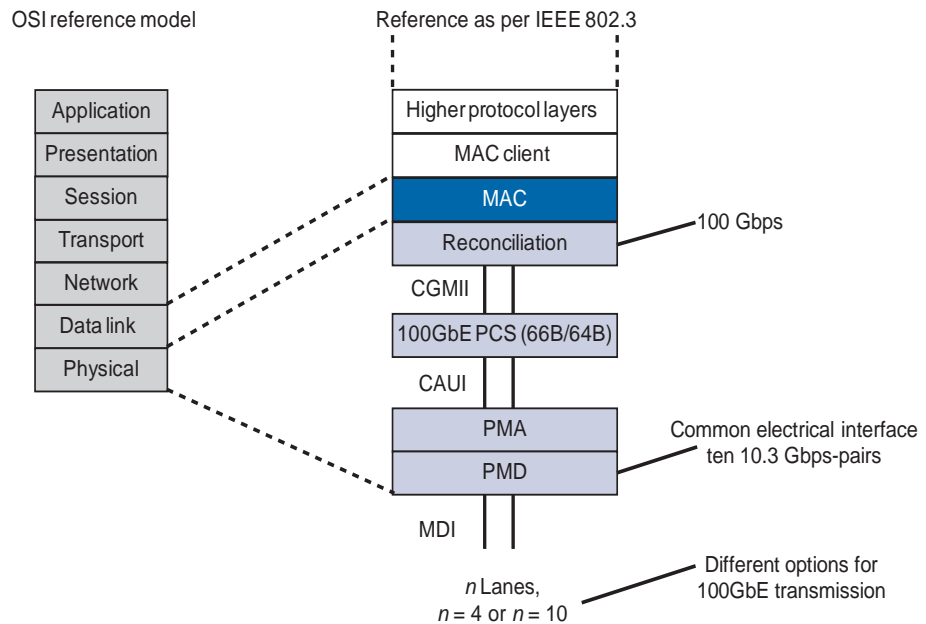 OSI reference model
Reference as per IEEE 802.3
Application
Presentation
Session
Transport
Network
Data link
Physical
Higher protocol layers
MAC client
MAC
Reconciliation
100 Gbps
CGMII
100GbE PCS (66B/64B)
CAUI
PMA
PMD
Common electrical interface
ten 10.3 Gbps-pairs
MDI
n Lanes,
n = 4 or n = 10
Different options for
100GbE transmission